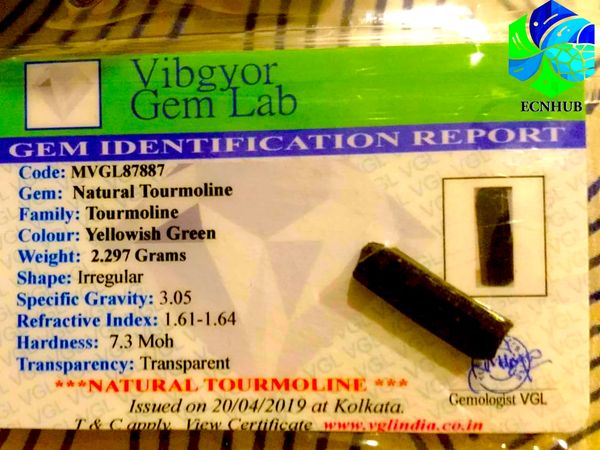 ECNHUB
Vibgyor
Gem Lab
GEM IDENTIFICATION REPORT
Code: MVGL87887
Gem: Natural Tourmoline
Family: Tourmoline
Colour: Yellowish Green
Weight: 2.297 Grams
Shape: Irregular
Specific Gravity: 3.05
Refractive Index: 1.61-1.64
Hardness: 7.3 Moh
Transparency: Transparent
***NATURAL TOURMOLINE ***
Gemologist VGL
Issued on 20/04/2019 at Kolkata.
T & C apply. View Certificate www.vglindia.co.in